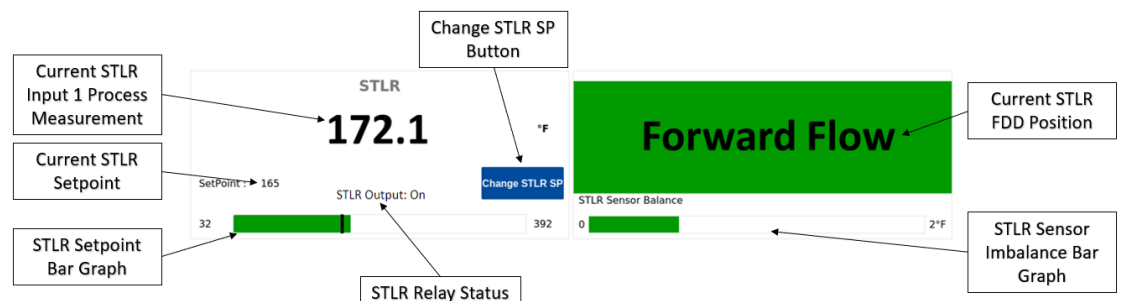 Change STLR SP
Button
Current STLR
Input 1 Process
Measurement
STLR
172.1
°F
Forward Flow
Current STLR
FDD Position
Current STLR
Setpoint
SetPoint : 165
STLR Output: On
Change STLR SP
STLR Sensor Balance
32
392
0
2°F
STLR Setpoint
Bar Graph
STLR Relay Status
STLR Sensor
Imbalance Bar
Graph